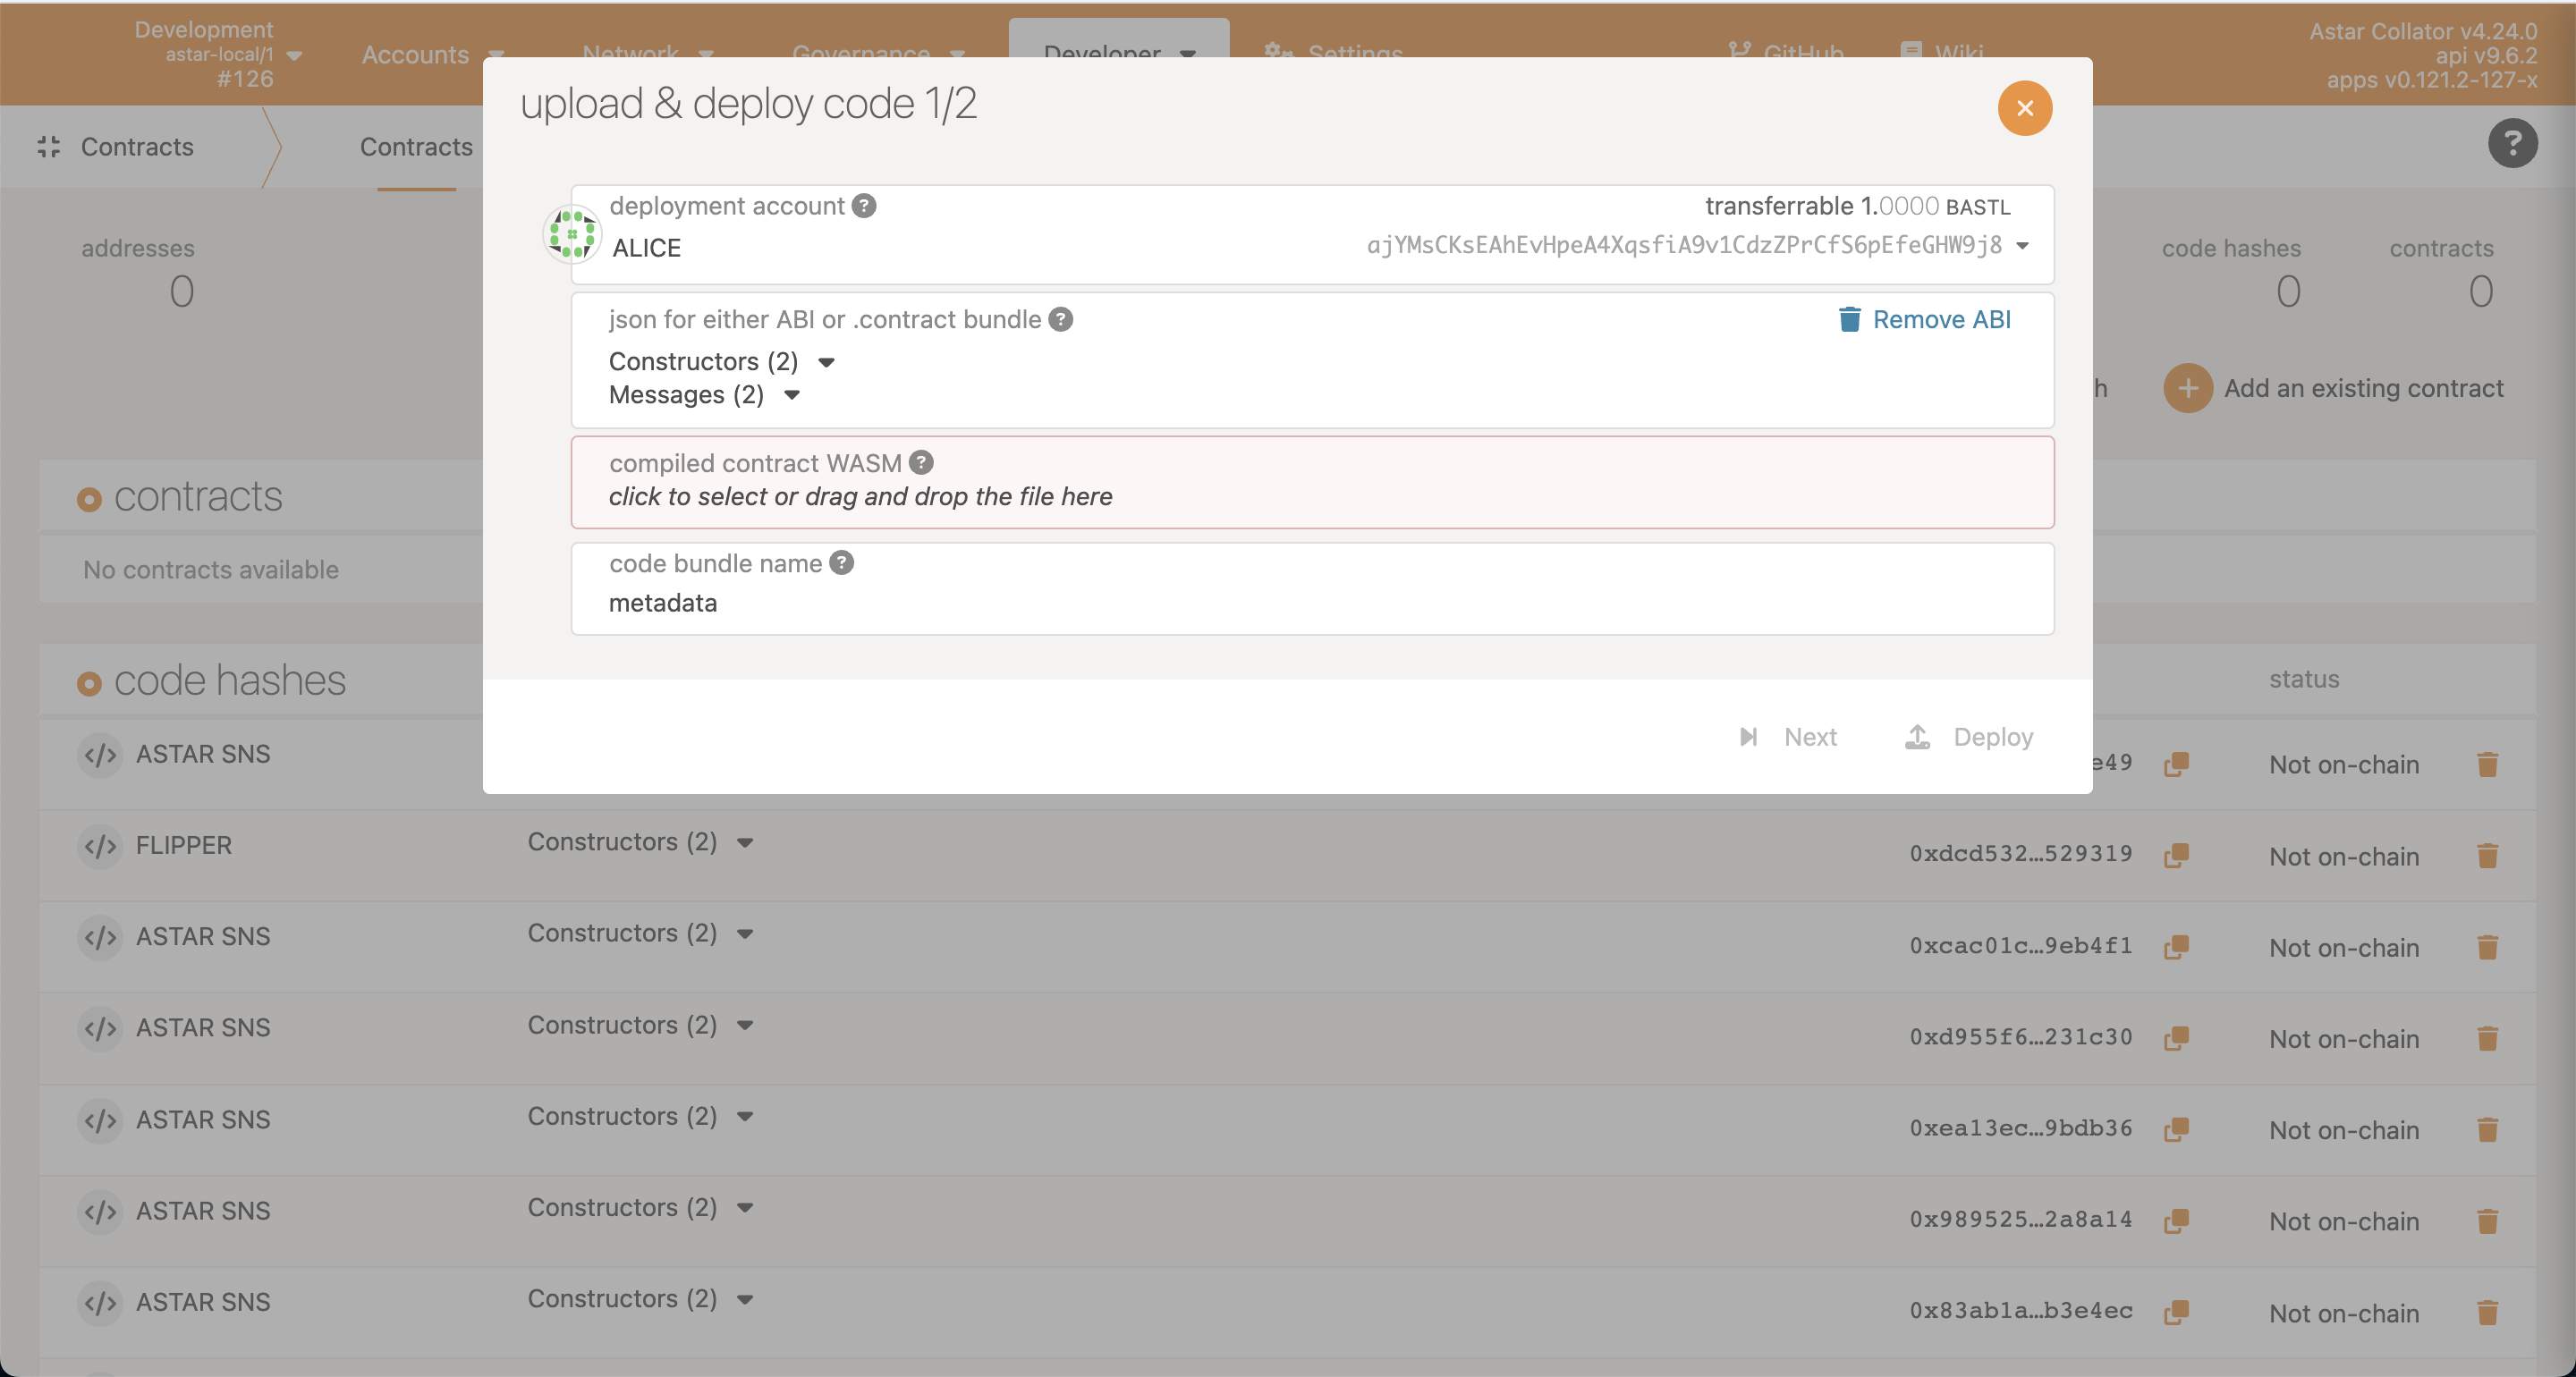 Development
astar-local/1
#126
Accounts
Network
Governance
Developer
Settings
GitHub
Wiki
Astar Collator v4.24.0
api v9.6.2
apps v0.121.2-127-x
Contracts
Contracts
upload & deploy code 1/2
deployment account
transferrable 1.0000 BASTL
ALICE
ajYMsCKsEAhEvHpeA4XqsfiA9v1CdzZPrCfS6pEfeGHW9j8
json for either ABI or .contract bundle
Remove ABI
Constructors (2)
Messages (2)
compiled contract WASM
click to select or drag and drop the file here
code bundle name
metadata
Next
Deploy
addresses
0
code hashes
0
contracts
0
h
Add an existing contract
contracts
No contracts available
code hashes
status
ASTAR SNS
e49
Not on-chain
FLIPPER
Constructors (2)
0xdcd532…529319
Not on-chain
ASTAR SNS
Constructors (2)
0xcac01c…9eb4f1
Not on-chain
ASTAR SNS
Constructors (2)
0xd955f6…231c30
Not on-chain
ASTAR SNS
Constructors (2)
0xea13ec…9bdb36
Not on-chain
ASTAR SNS
Constructors (2)
0x989525…2a8a14
Not on-chain
ASTAR SNS
Constructors (2)
0x83ab1a…b3e4ec
Not on-chain